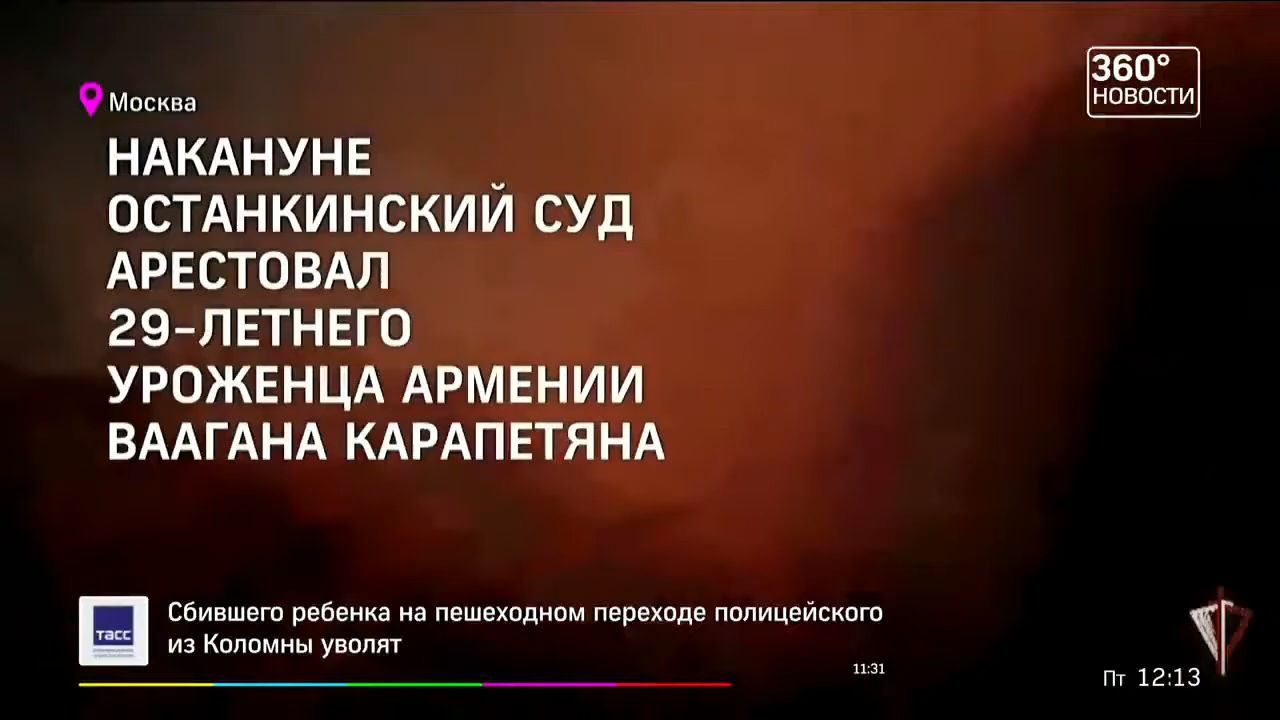 Москва
360°
НОВОСТИ
НАКАНУНЕ
ОСТАНКИНСКИЙ СУД
АРЕСТОВАЛ
29-ЛЕТНЕГО
УРОЖЕНЦА АРМЕНИИ
ВААГАНА КАРАПЕТЯНА
ТАСС
Сбившего ребенка на пешеходном переходе полицейского
из Коломны уволят
11:31
Пт 12:13